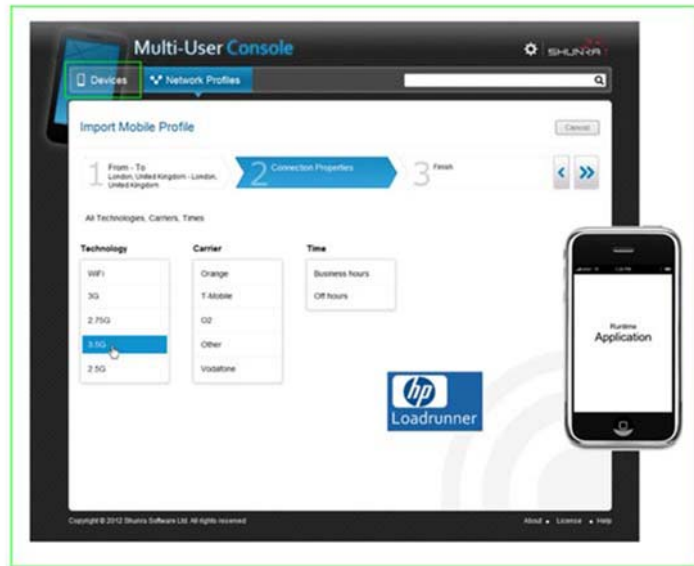 Multi-User Console
SHUNRA
Devices
Network Profiles
Import Mobile Profile
Cancel
1
From - To
London, United Kingdom - London,
United Kingdom
2
Connection Properties
3
Finish
All Technologies, Carriers, Times
Technology
WiFi
3G
2.75G
3.5G
2.5G
Carrier
Orange
T-Mobile
O2
Other
Vodafone
Time
Business hours
Off hours
Runtime
Application
hp
Loadrunner
Copyright © 2012 Shunra Software Ltd. All rights reserved
About • License • Help